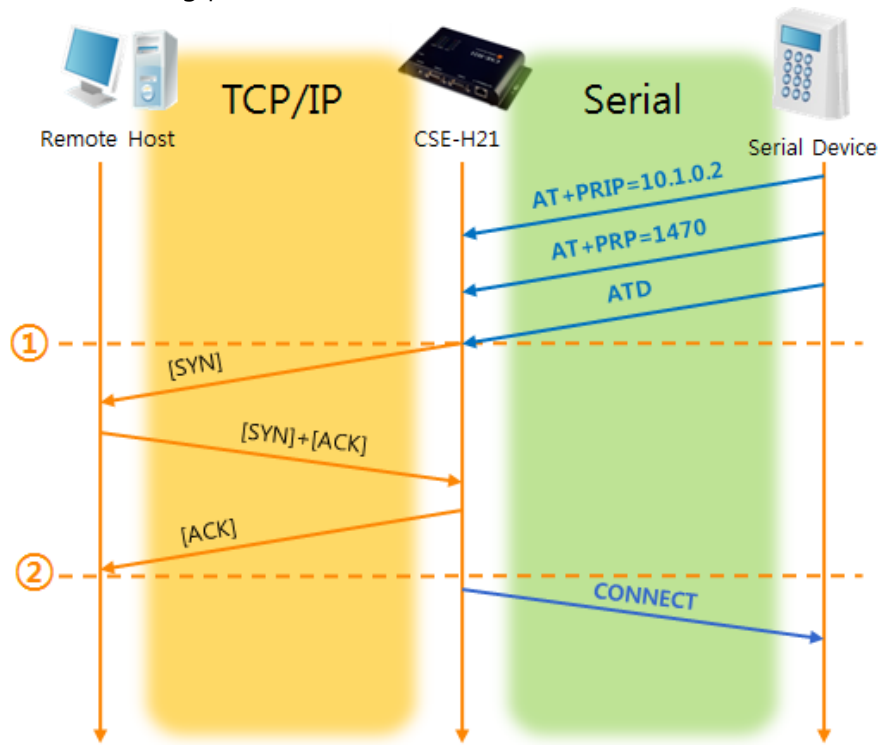 TCP/IP
Serial
Remote Host
CSE-H21
Serial Device
AT+PRIP=10.1.0.2
AT+PRP=1470
ATD
①
[SYN]
[SYN]+[ACK]
[ACK]
②
CONNECT